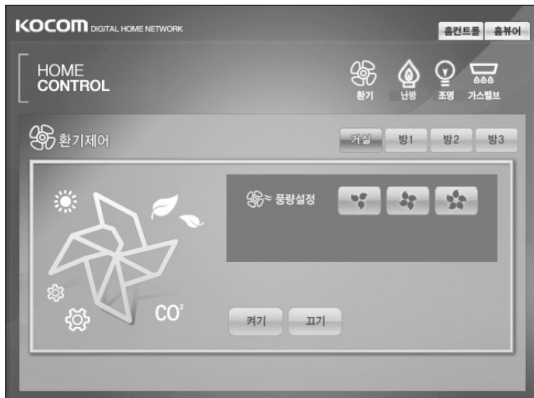 KOCOM DIGITAL HOME NETWORK
홈컨트롤 홈뷰어
HOME
CONTROL
환기 난방 조명 가스밸브
환기제어
거실 방1 방2 방3
풍량설정
CO²
켜기 끄기